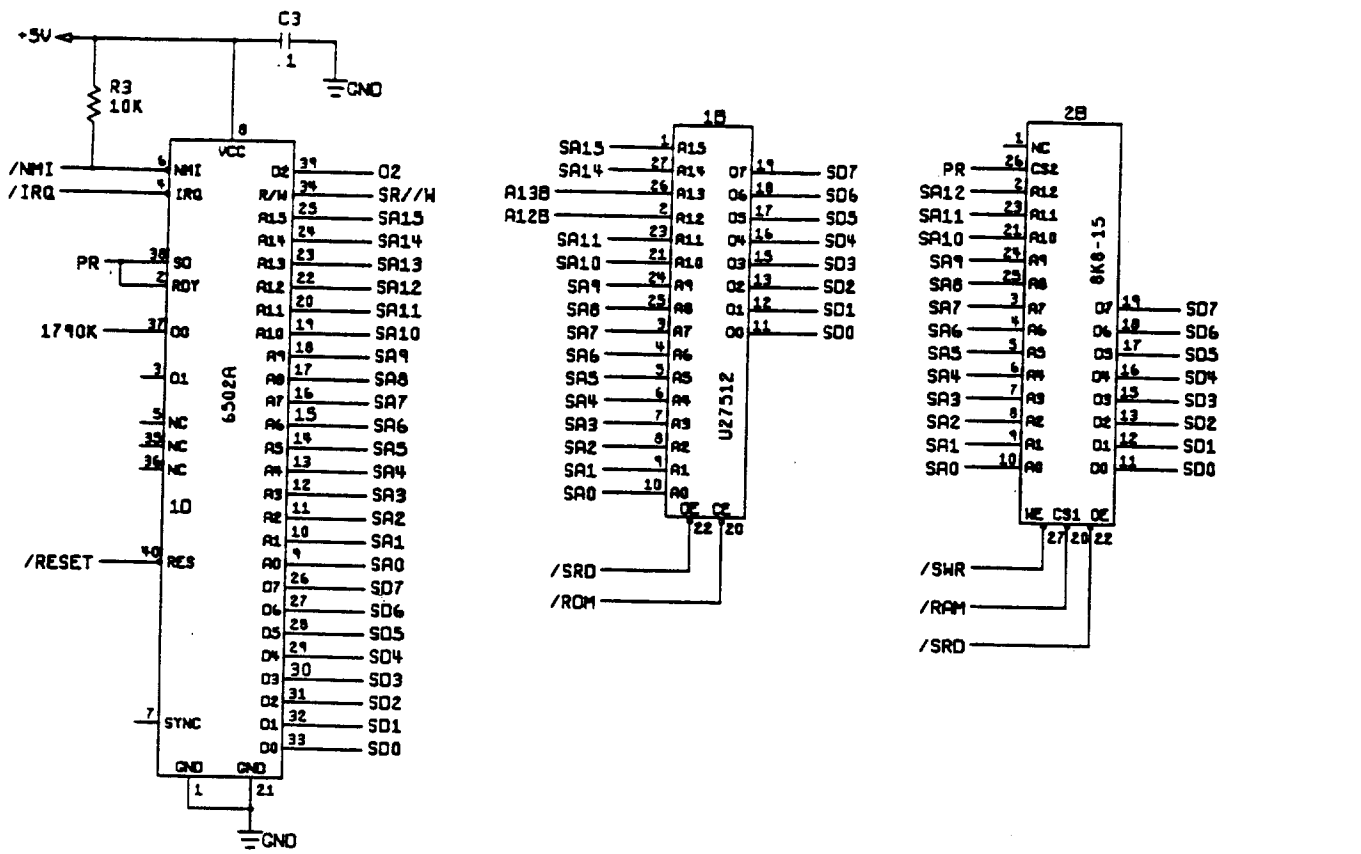 +5V
C3
.1
GND
R3
10K
8
VCC
/NMI 6 NMI
/IRQ 4 IRQ
PR 38 SO
2 RDY
1790K 37 O0
3 O1
5 NC
35 NC
36 NC
6502A
1D
/RESET 40 RES
7 SYNC
GND GND
1 21
GND
O2 39 O2
R/W 34 SR//W
A15 25 SA15
A14 24 SA14
A13 23 SA13
A12 22 SA12
A11 20 SA11
A10 19 SA10
A9 18 SA9
A8 17 SA8
A7 16 SA7
A6 15 SA6
A5 14 SA5
A4 13 SA4
A3 12 SA3
A2 11 SA2
A1 10 SA1
A0 9 SA0
D7 26 SD7
D6 27 SD6
D5 28 SD5
D4 29 SD4
D3 30 SD3
D2 31 SD2
D1 32 SD1
D0 33 SD0
1B
SA15 1 A15
SA14 27 A14
A13B 26 A13
A12B 2 A12
SA11 23 A11
SA10 21 A10
SA9 24 A9
SA8 25 A8
SA7 3 A7
SA6 4 A6
SA5 5 A5
SA4 6 A4
SA3 7 A3
SA2 8 A2
SA1 9 A1
SA0 10 A0
O7 19 SD7
O6 18 SD6
O5 17 SD5
O4 16 SD4
O3 15 SD3
O2 13 SD2
O1 12 SD1
O0 11 SD0
U27512
OE CE
22 20
/SRD
/ROM
2B
1 NC
PR 26 CS2
SA12 2 A12
SA11 23 A11
SA10 21 A10
SA9 24 A9
SA8 25 A8
SA7 3 A7
SA6 4 A6
SA5 5 A5
SA4 6 A4
SA3 7 A3
SA2 8 A2
SA1 9 A1
SA0 10 A0
8K8-15
D7 19 SD7
D6 18 SD6
D5 17 SD5
D4 16 SD4
D3 15 SD3
D2 13 SD2
D1 12 SD1
D0 11 SD0
WE CS1 OE
27 20 22
/SWR
/RAM
/SRD